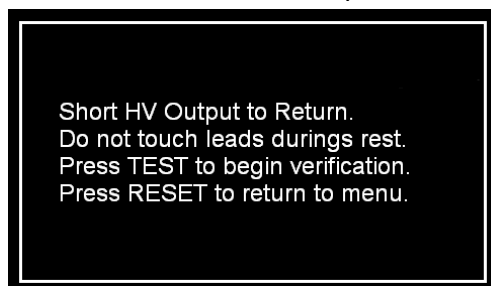 Short HV Output to Return.
Do not touch leads durings rest.
Press TEST to begin verification.
Press RESET to return to menu.